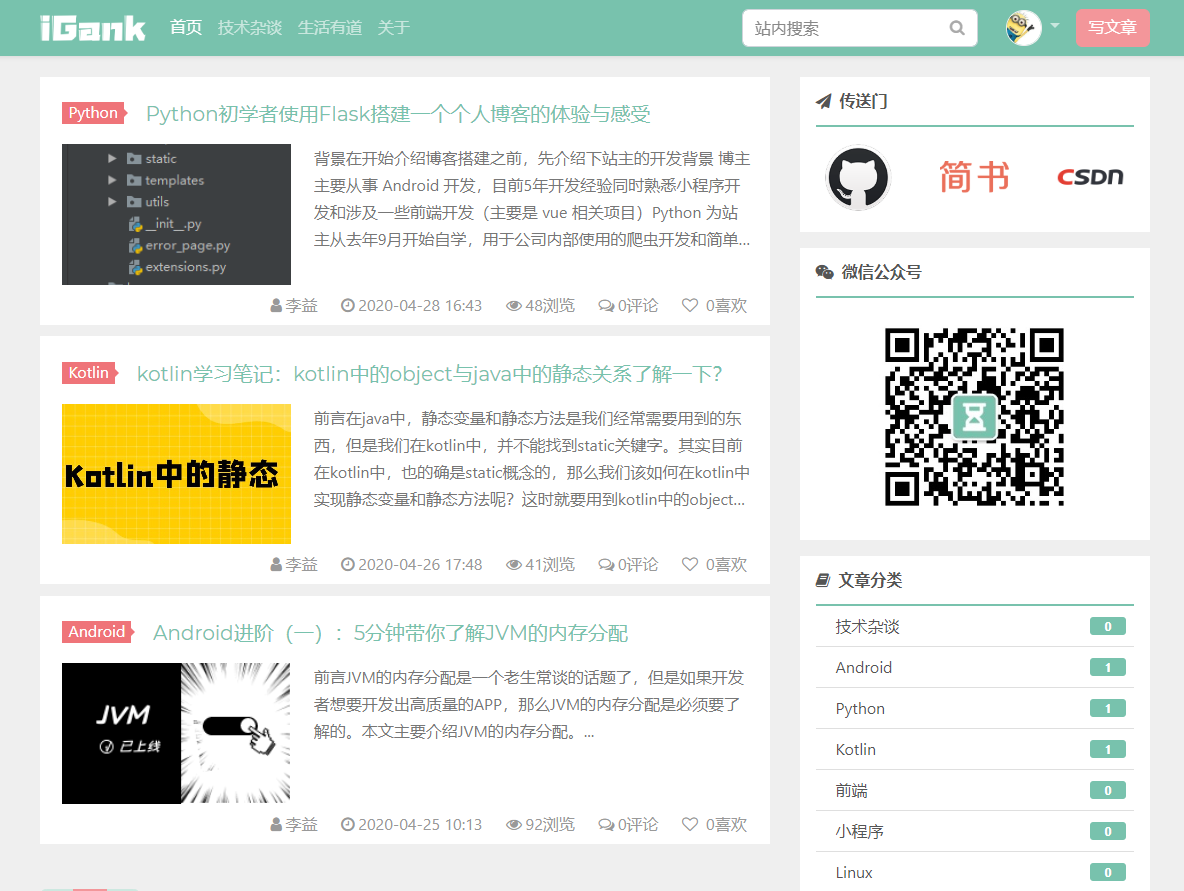 iGank 首页 技术杂谈 生活有道 关于 站内搜索 写文章
Python Python初学者使用Flask搭建一个个人博客的体验与感受
static
templates
utils
__init__.py
error_page.py
extensions.py
背景在开始介绍博客搭建之前，先介绍下站主的开发背景 博主
主要从事 Android 开发，目前5年开发经验同时熟悉小程序开
发和涉及一些前端开发（主要是 vue 相关项目）Python 为站
主从去年9月开始自学，用于公司内部使用的爬虫开发和简单...
李益 2020-04-28 16:43 48浏览 0评论 0喜欢
Kotlin kotlin学习笔记：kotlin中的object与java中的静态关系了解一下？
Kotlin中的静态
前言在java中，静态变量和静态方法是我们经常需要用到的东
西，但是我们在kotlin中，并不能找到static关键字。其实目前
在kotlin中，也的确是static概念的，那么我们该如何在kotlin中
实现静态变量和静态方法呢？这时就要用到kotlin中的object...
李益 2020-04-26 17:48 41浏览 0评论 0喜欢
Android Android进阶（一）：5分钟带你了解JVM的内存分配
JVM
已上线
前言JVM的内存分配是一个老生常谈的话题了，但是如果开发
者想要开发出高质量的APP，那么JVM的内存分配是必须要了
解的。本文主要介绍JVM的内存分配。...
李益 2020-04-25 10:13 92浏览 0评论 0喜欢
传送门
简书 CSDN
微信公众号
文章分类
技术杂谈 0
Android 1
Python 1
Kotlin 1
前端 0
小程序 0
Linux 0